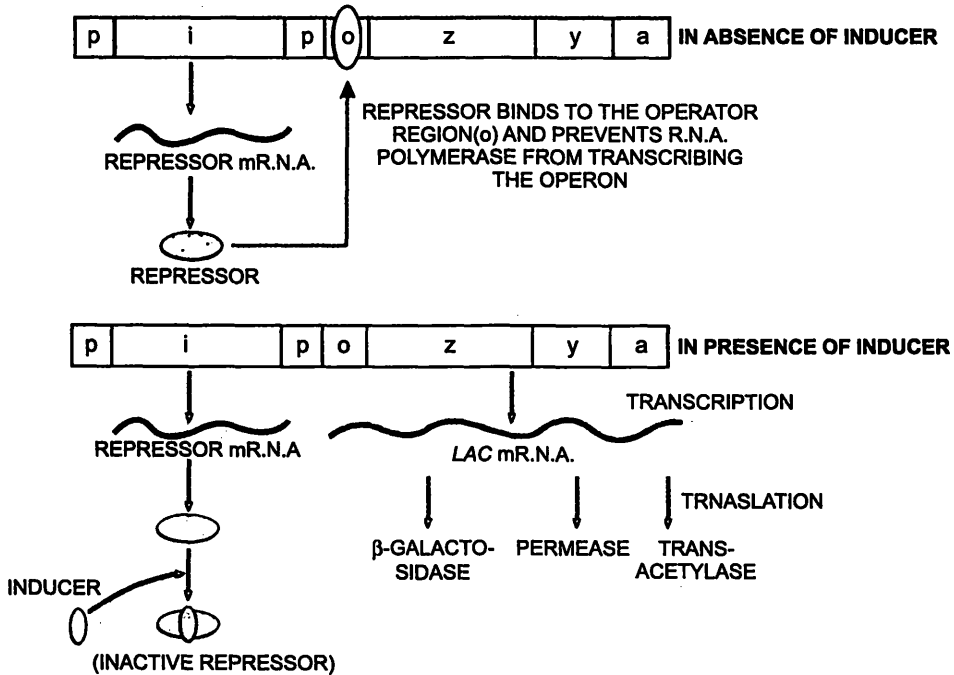 p i p o z y a IN ABSENCE OF INDUCER
REPRESSOR BINDS TO THE OPERATOR
REGION(o) AND PREVENTS R.N.A.
POLYMERASE FROM TRANSCRIBING
THE OPERON
REPRESSOR mR.N.A.
REPRESSOR
p i p o z y a IN PRESENCE OF INDUCER
TRANSCRIPTION
REPRESSOR mR.N.A
LAC mR.N.A.
TRNASLATION
β-GALACTO-
SIDASE
PERMEASE
TRANS-
ACETYLASE
INDUCER
(INACTIVE REPRESSOR)